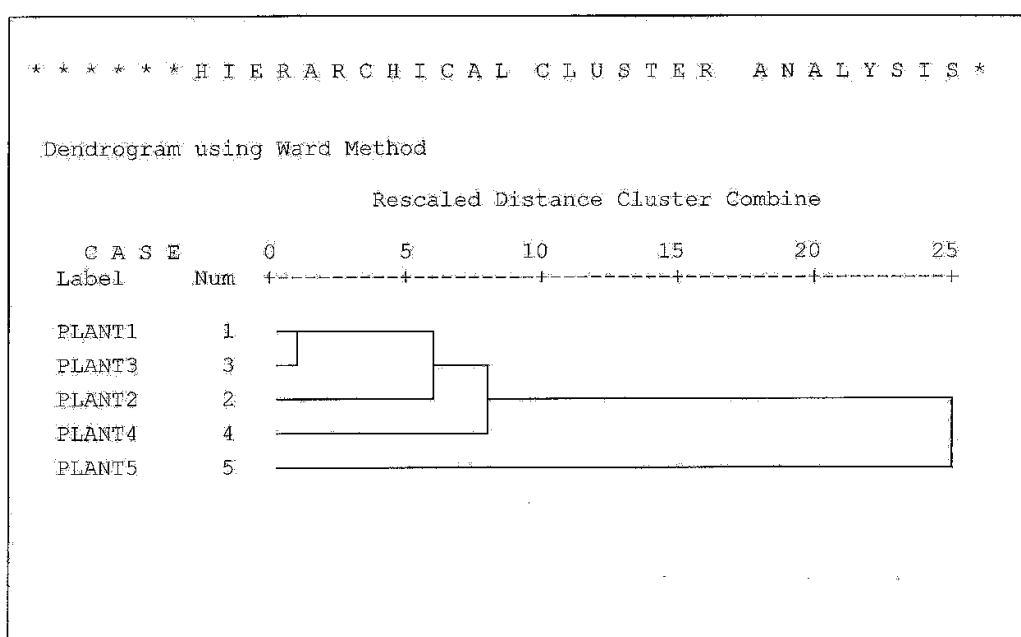 * * * * * * H I E R A R C H I C A L   C L U S T E R   A N A L Y S I S *
Dendrogram using Ward Method
Rescaled Distance Cluster Combine
C A S E 0 5 10 15 20 25
Label Num +---------+---------+---------+---------+---------+
PLANT1 1
PLANT3 3
PLANT2 2
PLANT4 4
PLANT5 5